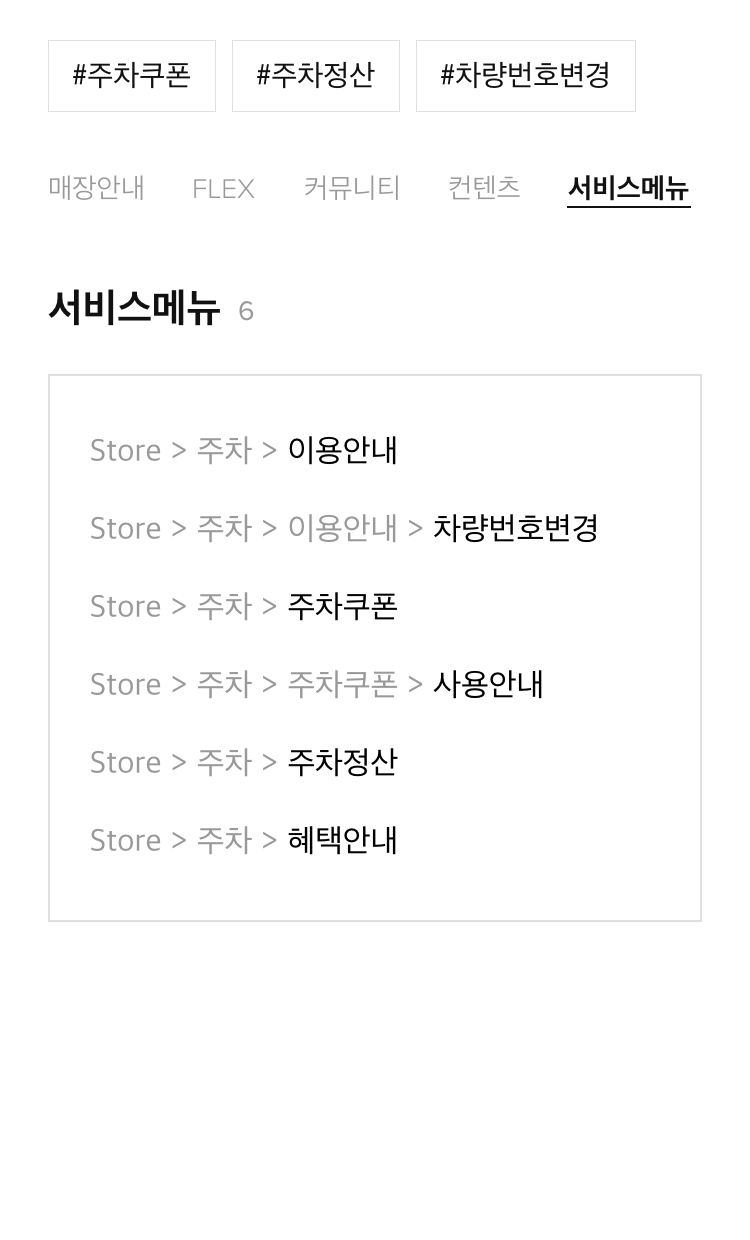 #주차쿠폰 #주차정산 #차량번호변경
매장안내 FLEX 커뮤니티 컨텐츠 서비스메뉴
서비스메뉴 6
Store > 주차 > 이용안내
Store > 주차 > 이용안내 > 차량번호변경
Store > 주차 > 주차쿠폰
Store > 주차 > 주차쿠폰 > 사용안내
Store > 주차 > 주차정산
Store > 주차 > 혜택안내